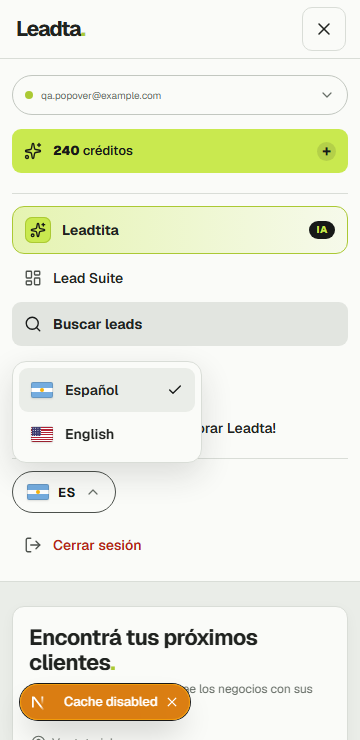 Leadta.
qa.popover@example.com
240 créditos
Leadtita
IA
Lead Suite
Buscar leads
Español
English
Leadta!
ES
Cerrar sesión
Encontrá tus próximos
clientes.
los negocios con sus
Cache disabled